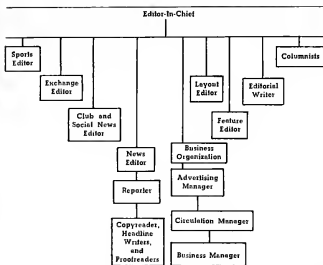 Editor-In-Chief
Sports
Editor
Exchange
Editor
Club and
Social News
Editor
News
Editor
Reporter
Copyreader,
Headline
Writers,
and
Proofreaders
Business
Organization
Advertising
Manager
Circulation Manager
Business Manager
Layout
Editor
Feature
Editor
Editorial
Writer
Columnists